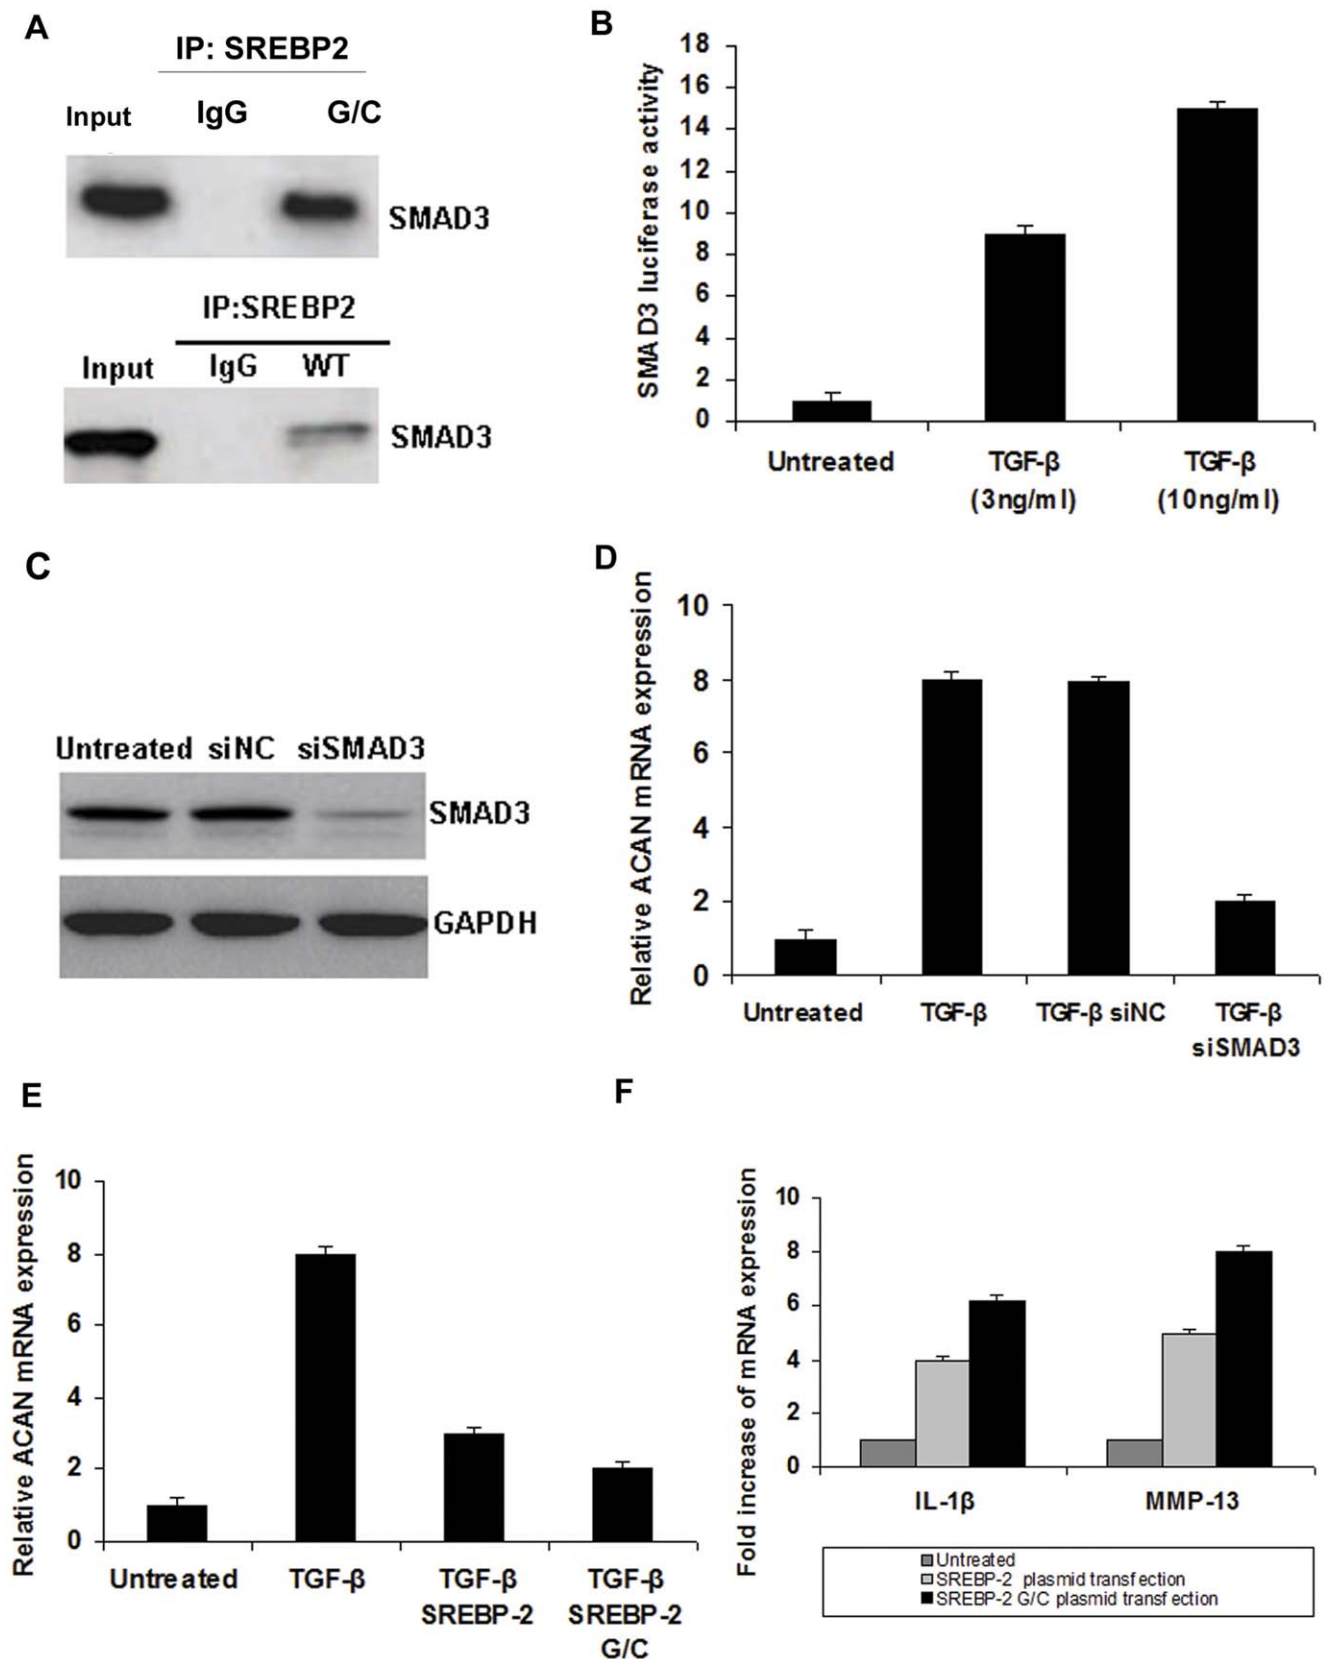 A
IP: SREBP2
Input IgG G/C
SMAD3
IP:SREBP2
Input IgG WT
SMAD3
B
SMAD3 luciferase activity
18
16
14
12
10
8
6
4
2
0
Untreated TGF-β TGF-β
(3ng/ml) (10ng/ml)
C
Untreated siNC siSMAD3
SMAD3
GAPDH
D
Relative ACAN mRNA expression
10
8
6
4
2
0
Untreated TGF-β TGF-β siNC TGF-β
siSMAD3
E
Relative ACAN mRNA expression
10
8
6
4
2
0
Untreated TGF-β TGF-β TGF-β
SREBP-2 SREBP-2
G/C
F
Fold increase of mRNA expression
10
8
6
4
2
0
IL-1β MMP-13
Untreated
SREBP-2 plasmid transfection
SREBP-2 G/C plasmid transfection